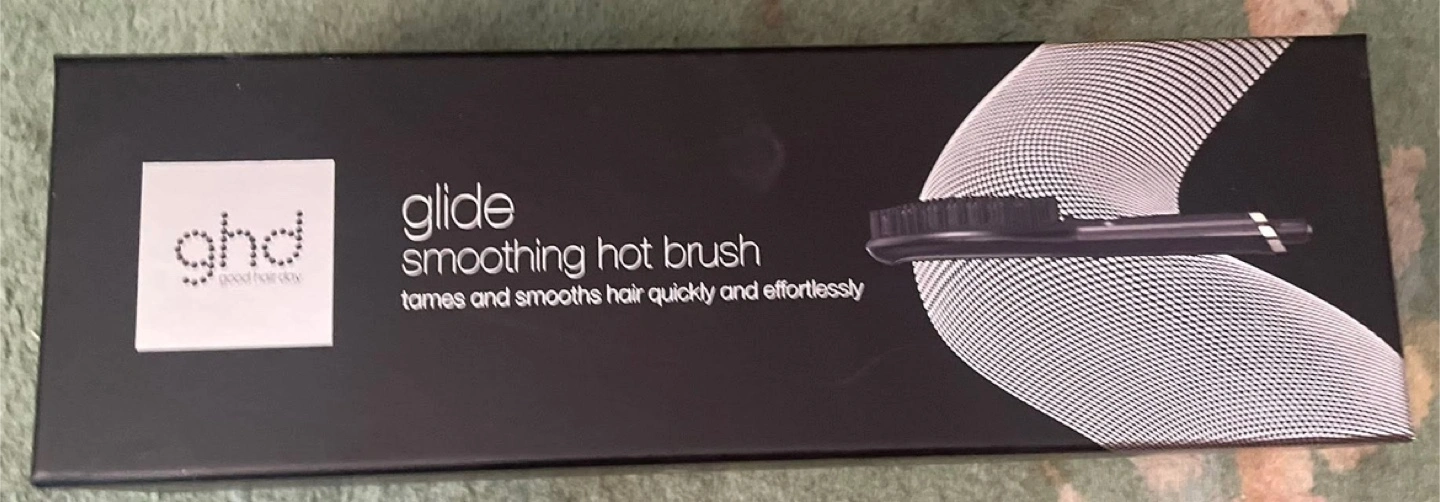 ghd
good hair day
glide
smoothing hot brush
tames and smooths hair quickly and effortlessly